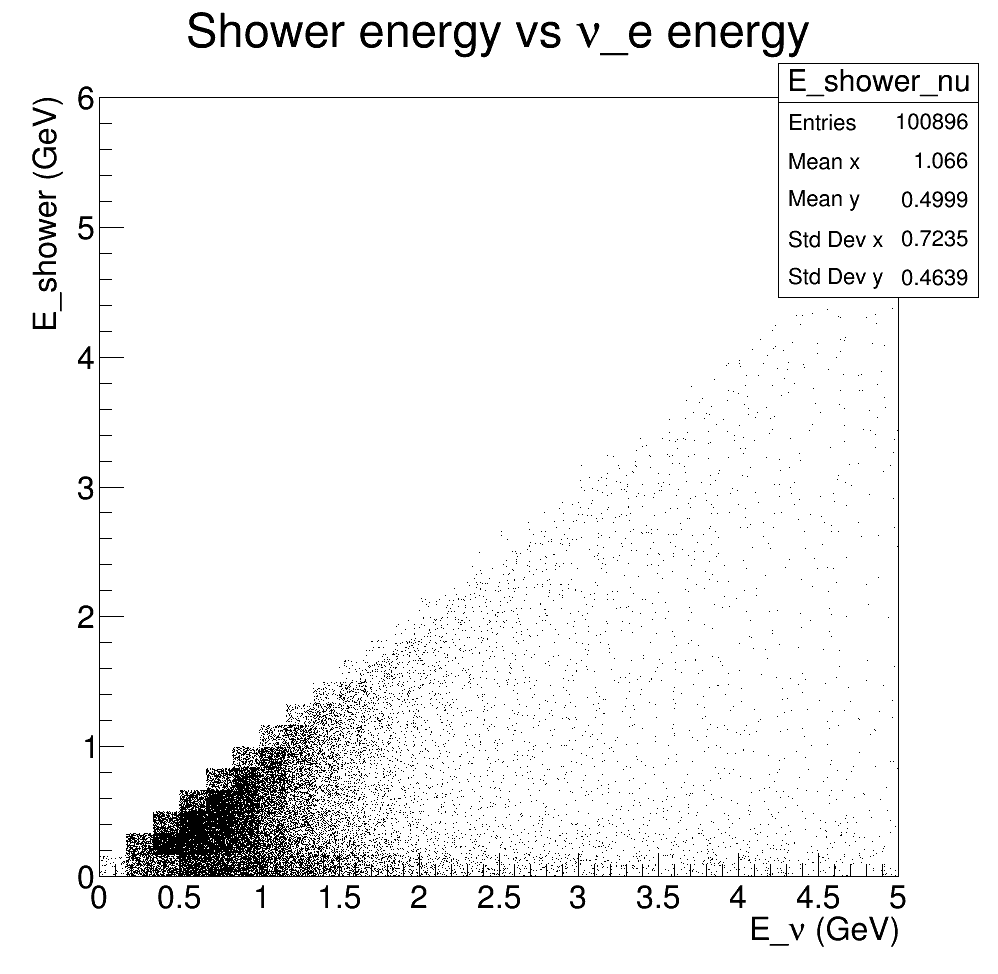 Shower energy vs ν_e energy
E_shower_nu
Entries 100896
Mean x 1.066
Mean y 0.4999
Std Dev x 0.7235
Std Dev y 0.4639
E_shower (GeV)
6
5
4
3
2
1
0
0 0.5 1 1.5 2 2.5 3 3.5 4 4.5 5
E_ν (GeV)